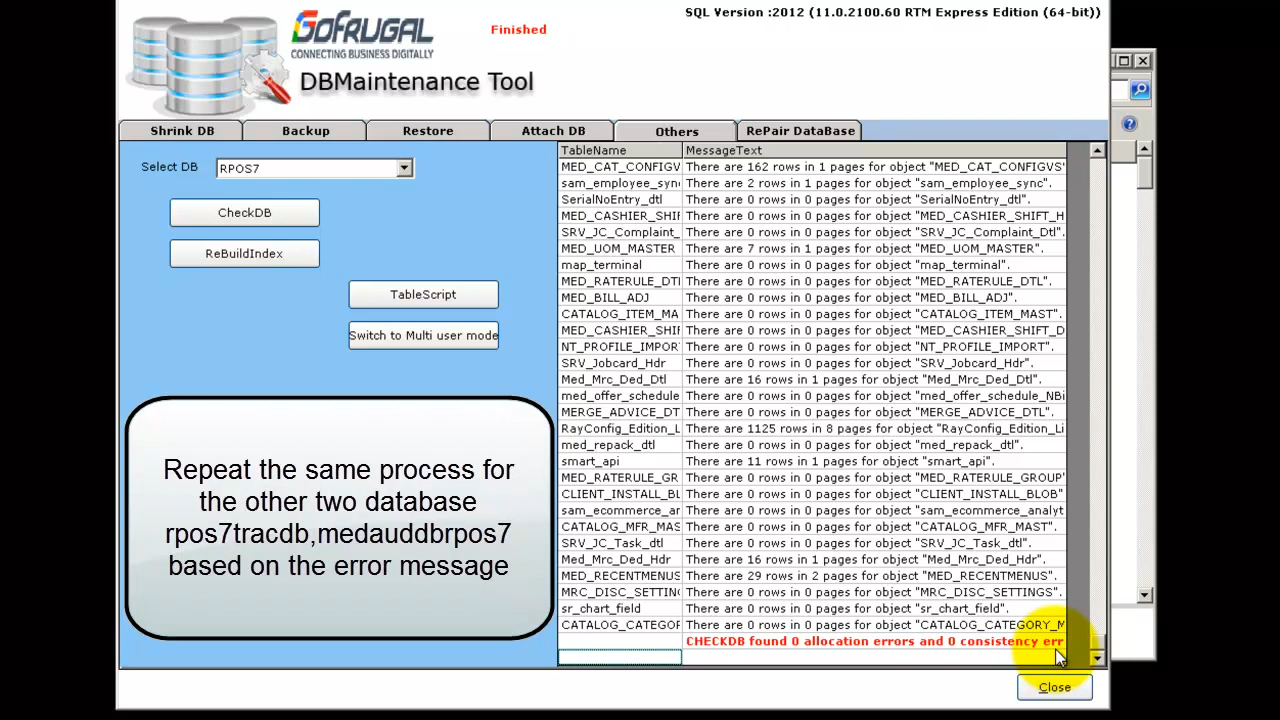 SQL Version :2012 (11.0.2100.60 RTM Express Edition (64-bit))
GOFRUGAL
CONNECTING BUSINESS DIGITALLY
Finished
DBMaintenance Tool
Shrink DB
Backup
Restore
Attach DB
Others
RePair DataBase
Select DB
RPOS7
CheckDB
ReBuildIndex
TableScript
Switch to Multi user mode
Repeat the same process for
the other two database
rpos7tracdb,medauddbrpos7
based on the error message
TableName MessageText
MED_CAT_CONFIGV There are 162 rows in 1 pages for object "MED_CAT_CONFIGVS"
sam_employee_sync There are 2 rows in 1 pages for object "sam_employee_sync".
SerialNoEntry_dtl There are 0 rows in 0 pages for object "SerialNoEntry_dtl".
MED_CASHIER_SHIF There are 0 rows in 0 pages for object "MED_CASHIER_SHIFT_H
SRV_JC_Complaint_ There are 0 rows in 0 pages for object "SRV_JC_Complaint_Dtl".
MED_UOM_MASTER There are 7 rows in 1 pages for object "MED_UOM_MASTER".
map_terminal There are 0 rows in 0 pages for object "map_terminal".
MED_RATERULE_DTL There are 0 rows in 0 pages for object "MED_RATERULE_DTL".
MED_BILL_ADJ There are 0 rows in 0 pages for object "MED_BILL_ADJ".
CATALOG_ITEM_MA There are 0 rows in 0 pages for object "CATALOG_ITEM_MAST".
MED_CASHIER_SHIF There are 0 rows in 0 pages for object "MED_CASHIER_SHIFT_D
NT_PROFILE_IMPORT There are 0 rows in 0 pages for object "NT_PROFILE_IMPORT".
SRV_Jobcard_Hdr There are 0 rows in 0 pages for object "SRV_Jobcard_Hdr".
Med_Mrc_Ded_Dtl There are 16 rows in 1 pages for object "Med_Mrc_Ded_Dtl".
med_offer_schedule There are 0 rows in 0 pages for object "med_offer_schedule_NBi
MERGE_ADVICE_DT There are 0 rows in 0 pages for object "MERGE_ADVICE_DTL".
RayConfig_Edition_L There are 1125 rows in 8 pages for object "RayConfig_Edition_Li
med_repack_dtl There are 0 rows in 0 pages for object "med_repack_dtl".
smart_api There are 11 rows in 1 pages for object "smart_api".
MED_RATERULE_GR There are 0 rows in 0 pages for object "MED_RATERULE_GROUP"
CLIENT_INSTALL_BL There are 0 rows in 0 pages for object "CLIENT_INSTALL_BLOB"
sam_ecommerce_ar There are 0 rows in 0 pages for object "sam_ecommerce_analyt
CATALOG_MFR_MAS There are 0 rows in 0 pages for object "CATALOG_MFR_MAST".
SRV_JC_Task_dtl There are 0 rows in 0 pages for object "SRV_JC_Task_dtl".
Med_Mrc_Ded_Hdr There are 16 rows in 1 pages for object "Med_Mrc_Ded_Hdr".
MED_RECENTMENUS There are 29 rows in 2 pages for object "MED_RECENTMENUS".
MRC_DISC_SETTING There are 0 rows in 0 pages for object "MRC_DISC_SETTINGS".
sr_chart_field There are 0 rows in 0 pages for object "sr_chart_field".
CATALOG_CATEGOR There are 0 rows in 0 pages for object "CATALOG_CATEGORY_M
CHECKDB found 0 allocation errors and 0 consistency err
Close